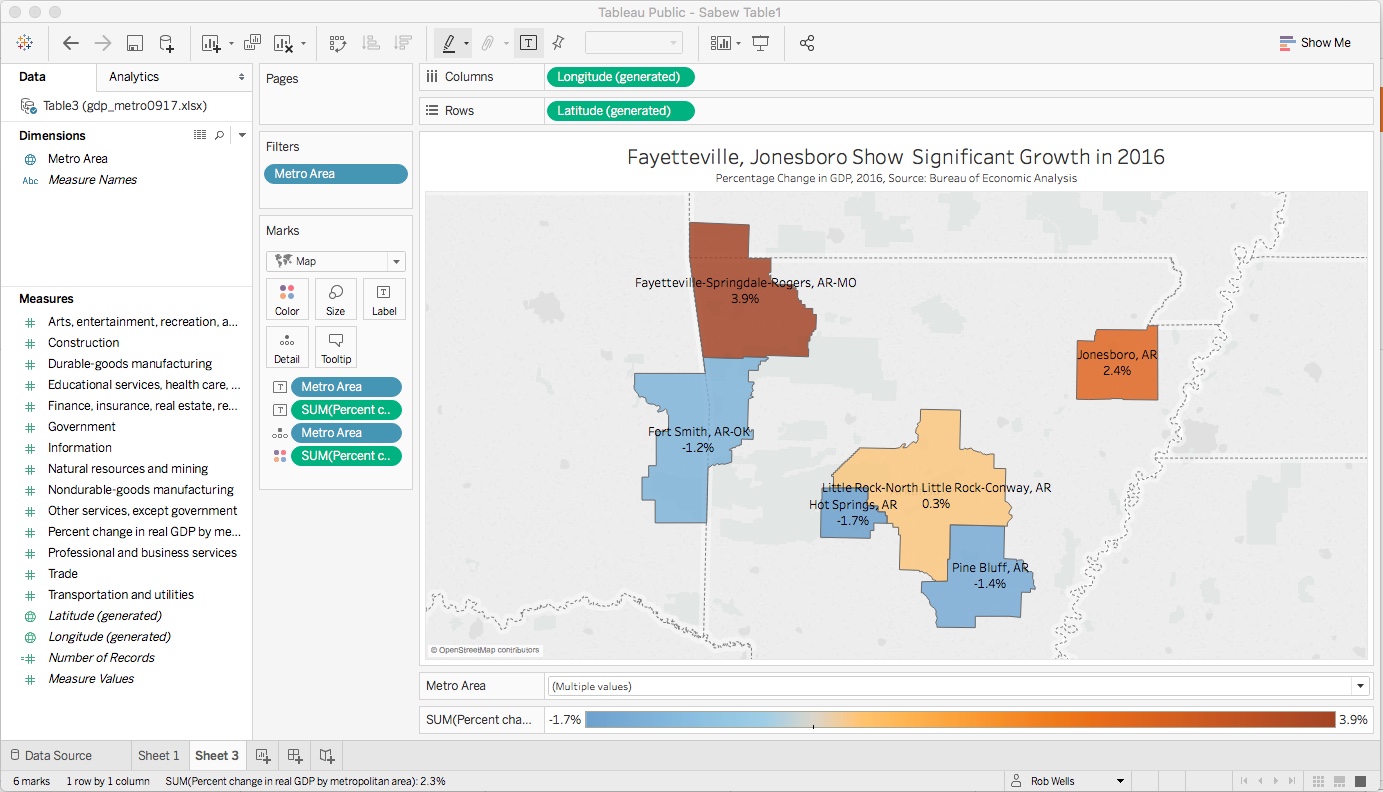 Tableau Public - Sabew Table1
Show Me
Data
Analytics
Table3 (gdp_metro0917.xlsx)
Dimensions
Metro Area
Abc Measure Names
Measures
Arts, entertainment, recreation, a...
Construction
Durable-goods manufacturing
Educational services, health care, ...
Finance, insurance, real estate, re...
Government
Information
Natural resources and mining
Nondurable-goods manufacturing
Other services, except government
Percent change in real GDP by me...
Professional and business services
Trade
Transportation and utilities
Latitude (generated)
Longitude (generated)
Number of Records
Measure Values
Pages
Filters
Metro Area
Marks
Map
Color
Size
T
Label
Detail
Tooltip
T Metro Area
T SUM(Percent c..
Metro Area
SUM(Percent c..
Columns
Longitude (generated)
Rows
Latitude (generated)
Fayetteville, Jonesboro Show Significant Growth in 2016
Percentage Change in GDP, 2016, Source: Bureau of Economic Analysis
Fayetteville-Springdale-Rogers, AR-MO
3.9%
Jonesboro, AR
2.4%
Fort Smith, AR-OK
-1.2%
Little Rock-North Little Rock-Conway, AR
0.3%
Hot Springs, AR
-1.7%
Pine Bluff, AR
-1.4%
© OpenStreetMap contributors
Metro Area
(Multiple values)
SUM(Percent cha...
-1.7%
3.9%
Data Source
Sheet 1
Sheet 3
6 marks
1 row by 1 column
SUM(Percent change in real GDP by metropolitan area): 2.3%
Rob Wells